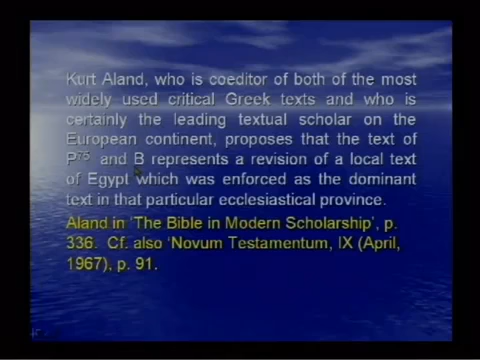 Kurt Aland, who is coeditor of both of the most
widely used critical Greek texts and who is
certainly the leading textual scholar on the
European continent, proposes that the text of
P75 and B represents a revision of a local text
of Egypt which was enforced as the dominant
text in that particular ecclesiastical province.
Aland in 'The Bible in Modern Scholarship', p.
336. Cf. also 'Novum Testamentum, IX (April,
1967), p. 91.